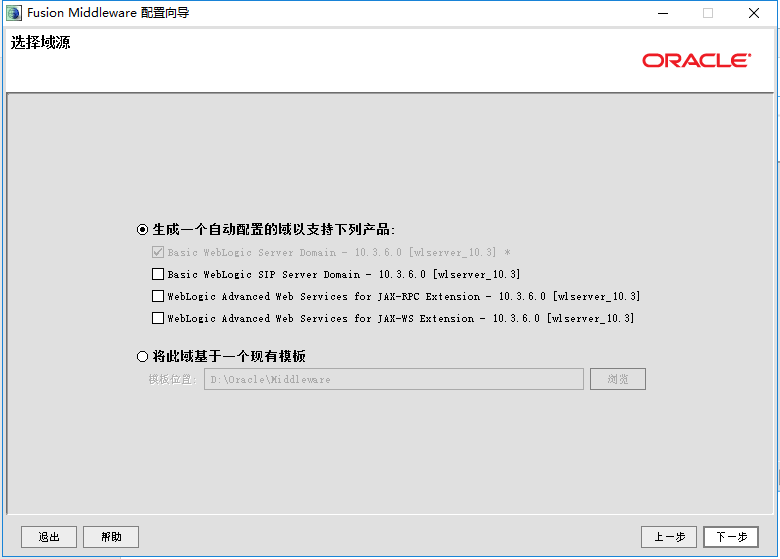 Fusion Middleware 配置向导
选择域源
ORACLE
生成一个自动配置的域以支持下列产品:
Basic WebLogic Server Domain - 10.3.6.0 [wlserver_10.3] *
Basic WebLogic SIP Server Domain - 10.3.6.0 [wlserver_10.3]
WebLogic Advanced Web Services for JAX-RPC Extension - 10.3.6.0 [wlserver_10.3]
WebLogic Advanced Web Services for JAX-WS Extension - 10.3.6.0 [wlserver_10.3]
将此域基于一个现有模板
模板位置: D:\Oracle\Middleware 浏览
退出 帮助 上一步 下一步